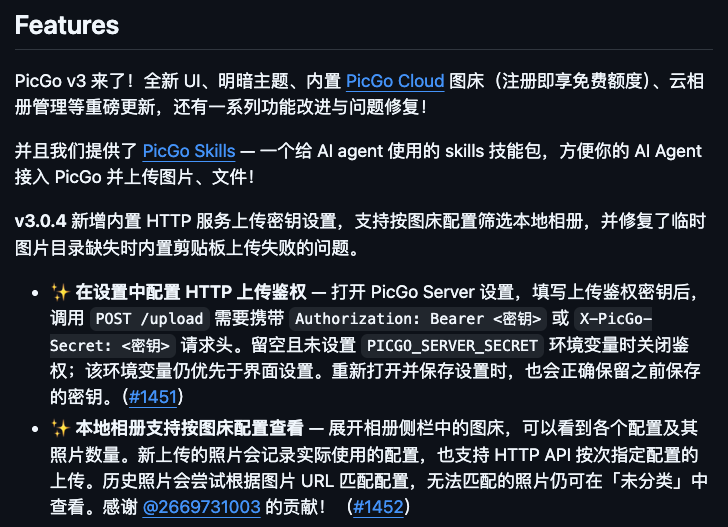 Features
PicGo v3 来了！全新 UI、明暗主题、内置 PicGo Cloud 图床（注册即享免费额度）、云相
册管理等重磅更新，还有一系列功能改进与问题修复！
并且我们提供了 PicGo Skills — 一个给 AI agent 使用的 skills 技能包，方便你的 AI Agent
接入 PicGo 并上传图片、文件！
v3.0.4 新增内置 HTTP 服务上传密钥设置，支持按图床配置筛选本地相册，并修复了临时
图片目录缺失时内置剪贴板上传失败的问题。
• ✨ 在设置中配置 HTTP 上传鉴权 — 打开 PicGo Server 设置，填写上传鉴权密钥后，
调用 POST /upload 需要携带 Authorization: Bearer <密钥> 或 X-PicGo-
Secret: <密钥> 请求头。留空且未设置 PICGO_SERVER_SECRET 环境变量时关闭鉴
权；该环境变量仍优先于界面设置。重新打开并保存设置时，也会正确保留之前保存
的密钥。（#1451）
• ✨ 本地相册支持按图床配置查看 — 展开相册侧栏中的图床，可以看到各个配置及其
照片数量。新上传的照片会记录实际使用的配置，也支持 HTTP API 按次指定配置的
上传。历史照片会尝试根据图片 URL 匹配配置，无法匹配的照片仍可在「未分类」中
查看。感谢 @2669731003 的贡献！（#1452）